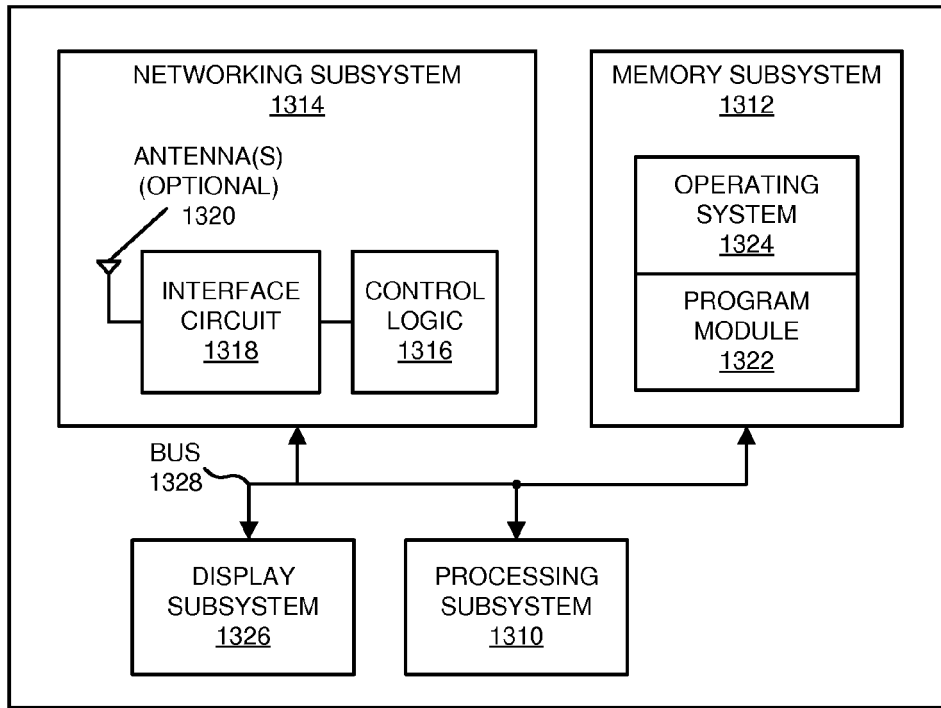 NETWORKING SUBSYSTEM
1314
ANTENNA(S)
(OPTIONAL)
1320
INTERFACE
CIRCUIT
1318
CONTROL
LOGIC
1316
MEMORY SUBSYSTEM
1312
OPERATING
SYSTEM
1324
PROGRAM
MODULE
1322
BUS
1328
DISPLAY
SUBSYSTEM
1326
PROCESSING
SUBSYSTEM
1310